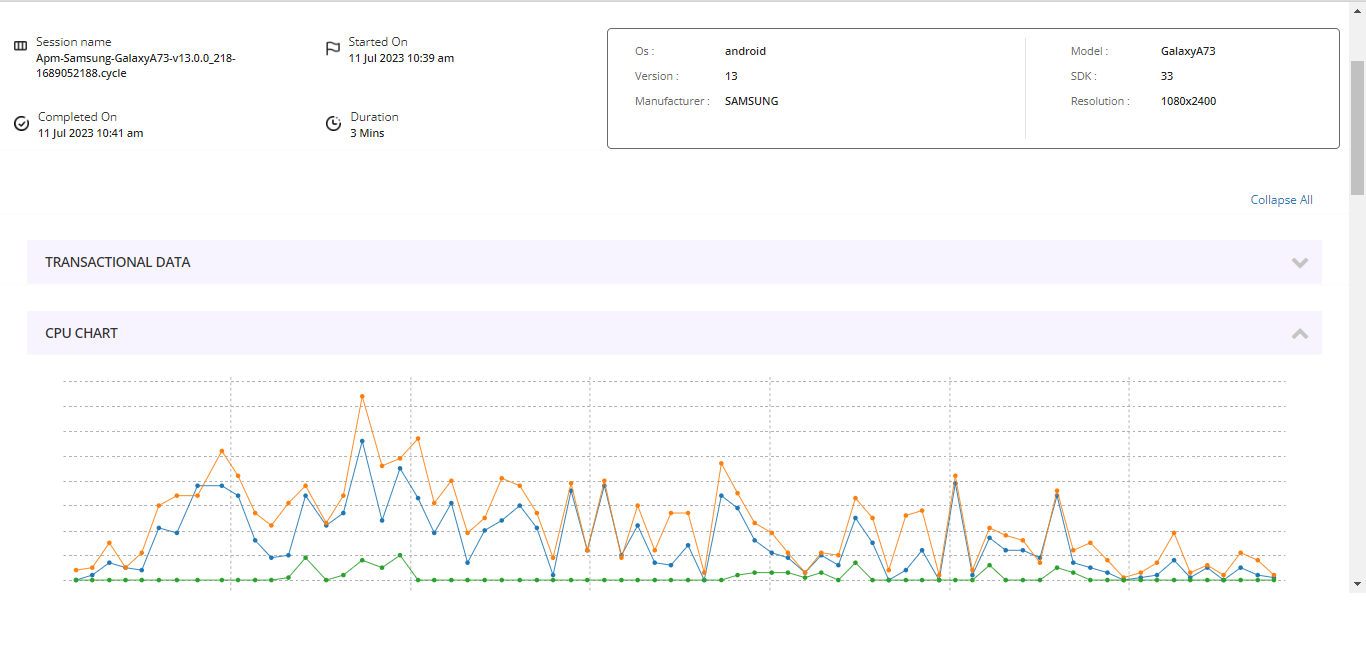 Session name
Apm-Samsung-GalaxyA73-v13.0.0_218-
1689052188.cycle
Started On
11 Jul 2023 10:39 am
Completed On
11 Jul 2023 10:41 am
Duration
3 Mins
Os : android
Version : 13
Manufacturer : SAMSUNG
Model : GalaxyA73
SDK : 33
Resolution : 1080x2400
Collapse All
TRANSACTIONAL DATA
CPU CHART